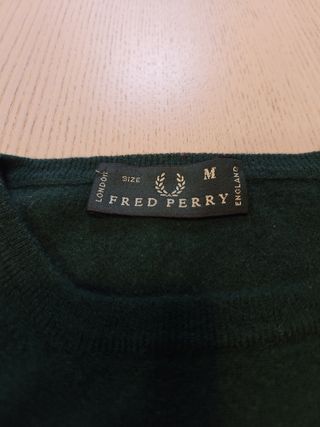 LONDON
SIZE
M
FRED PERRY
ENGLAND